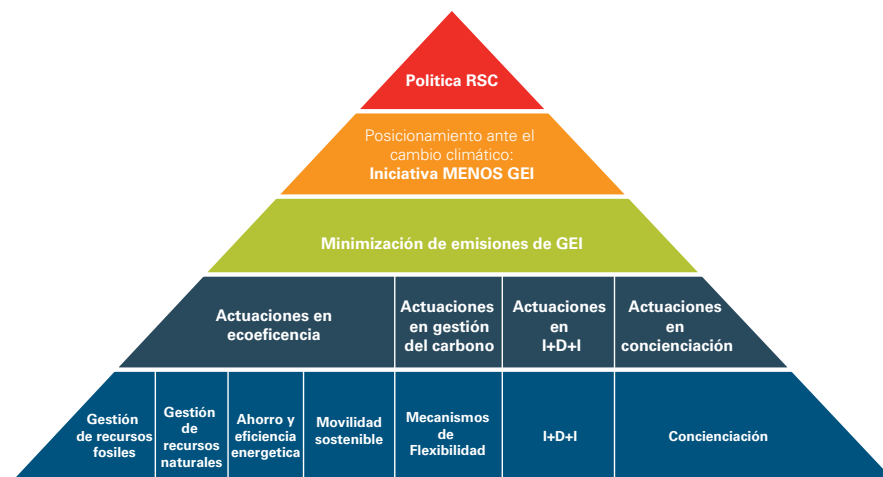 Politica RSC
Posicionamiento ante el
cambio climático:
Iniciativa MENOS GEI
Minimización de emisiones de GEI
Actuaciones en
ecoeficencia
Actuaciones
en gestión
del carbono
Actuaciones
en
I+D+I
Actuaciones
en
concienciación
Gestión
de recursos
fosiles
Gestión
de
recursos
naturales
Ahorro y
eficiencia
energetica
Movilidad
sostenible
Mecanismos
de
Flexibilidad
I+D+I
Concienciación